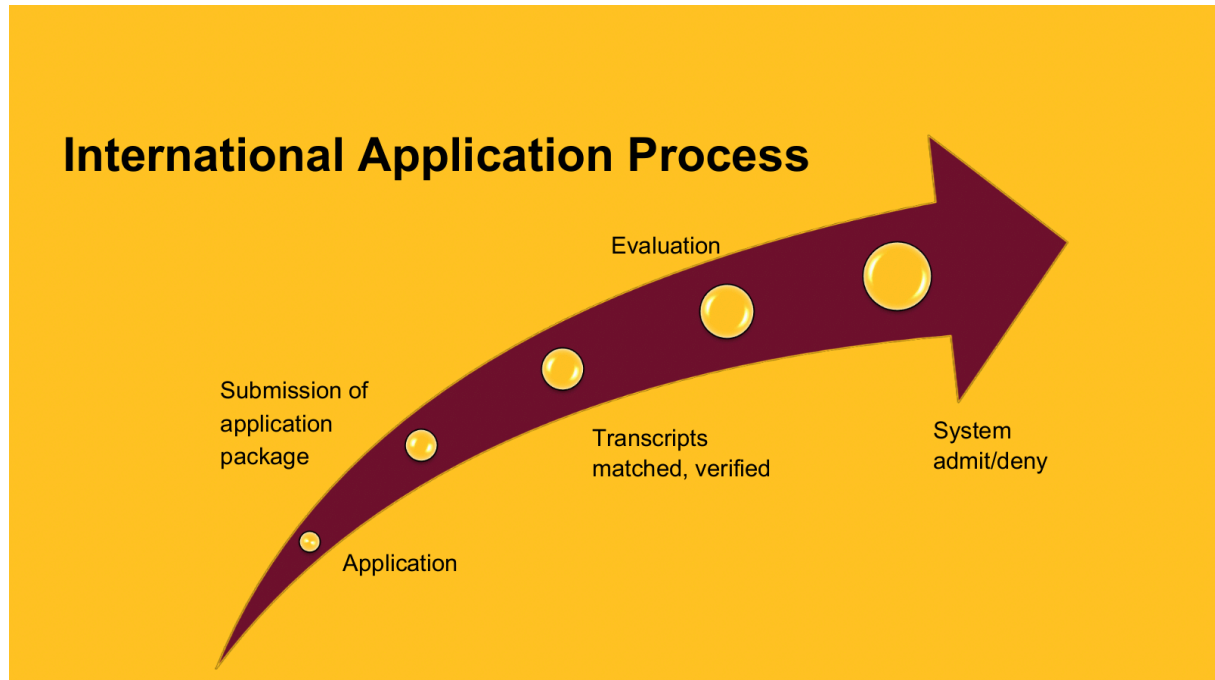 International Application Process
Evaluation
Submission of
application
package
Transcripts
matched, verified
System
admit/deny
Application